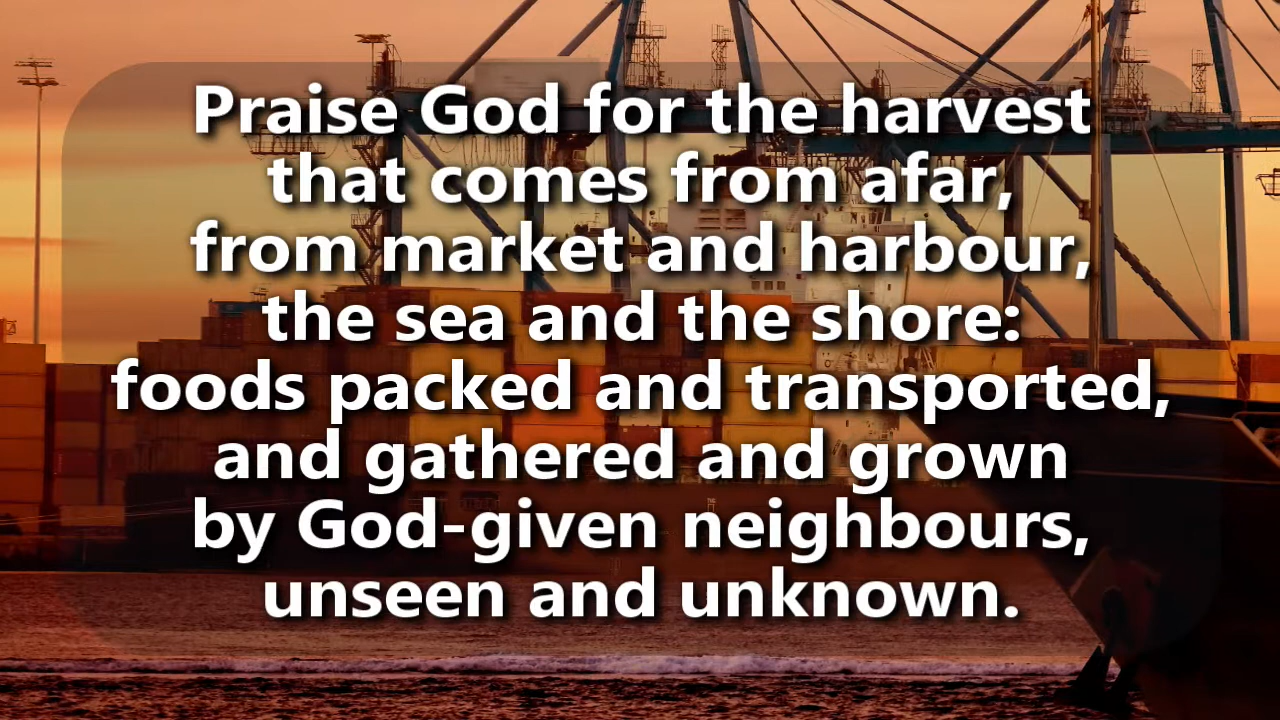 Praise God for the harvest
that comes from afar,
from market and harbour,
the sea and the shore:
foods packed and transported,
and gathered and grown
by God-given neighbours,
unseen and unknown.